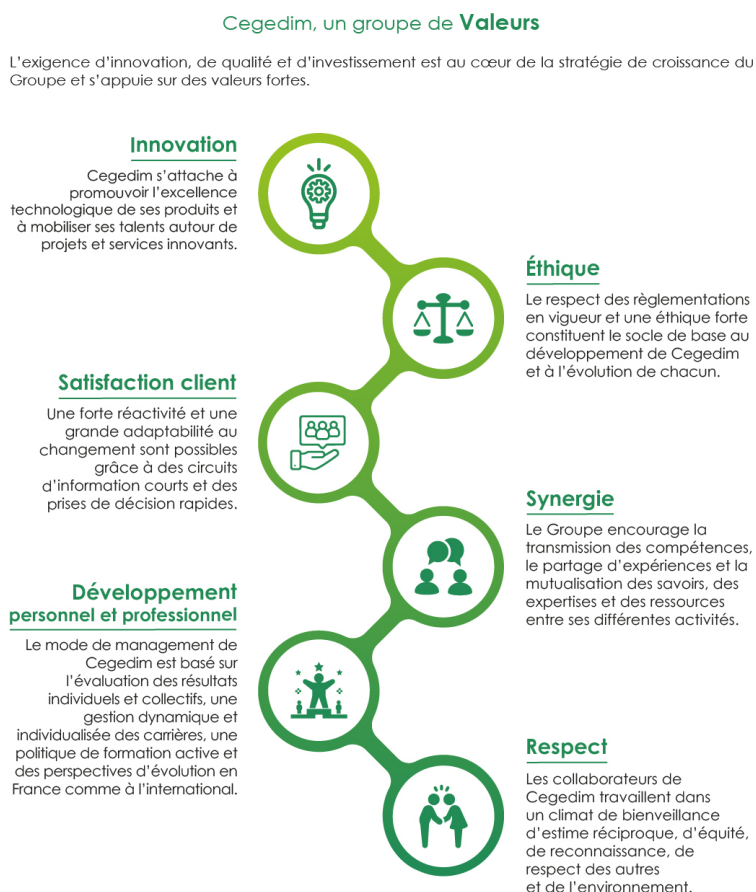 Cegedim, un groupe de Valeurs
L'exigence d'innovation, de qualité et d'investissement est au cœur de la stratégie de croissance du
Groupe et s'appuie sur des valeurs fortes.
Innovation
Cegedim s'attache à
promouvoir l'excellence
technologique de ses produits et
à mobiliser ses talents autour de
projets et services innovants.
Éthique
Le respect des règlementations
en vigueur et une éthique forte
constituent le socle de base au
développement de Cegedim
et à l'évolution de chacun.
Satisfaction client
Une forte réactivité et une
grande adaptabilité au
changement sont possibles
grâce à des circuits
d'information courts et des
prises de décision rapides.
Synergie
Le Groupe encourage la
transmission des compétences,
le partage d'expériences et la
mutualisation des savoirs, des
expertises et des ressources
entre ses différentes activités.
Développement
personnel et professionnel
Le mode de management de
Cegedim est basé sur
l'évaluation des résultats
individuels et collectifs, une
gestion dynamique et
individualisée des carrières, une
politique de formation active et
des perspectives d'évolution en
France comme à l'international.
Respect
Les collaborateurs de
Cegedim travaillent dans
un climat de bienveillance
d'estime réciproque, d'équité,
de reconnaissance, de
respect des autres
et de l'environnement.